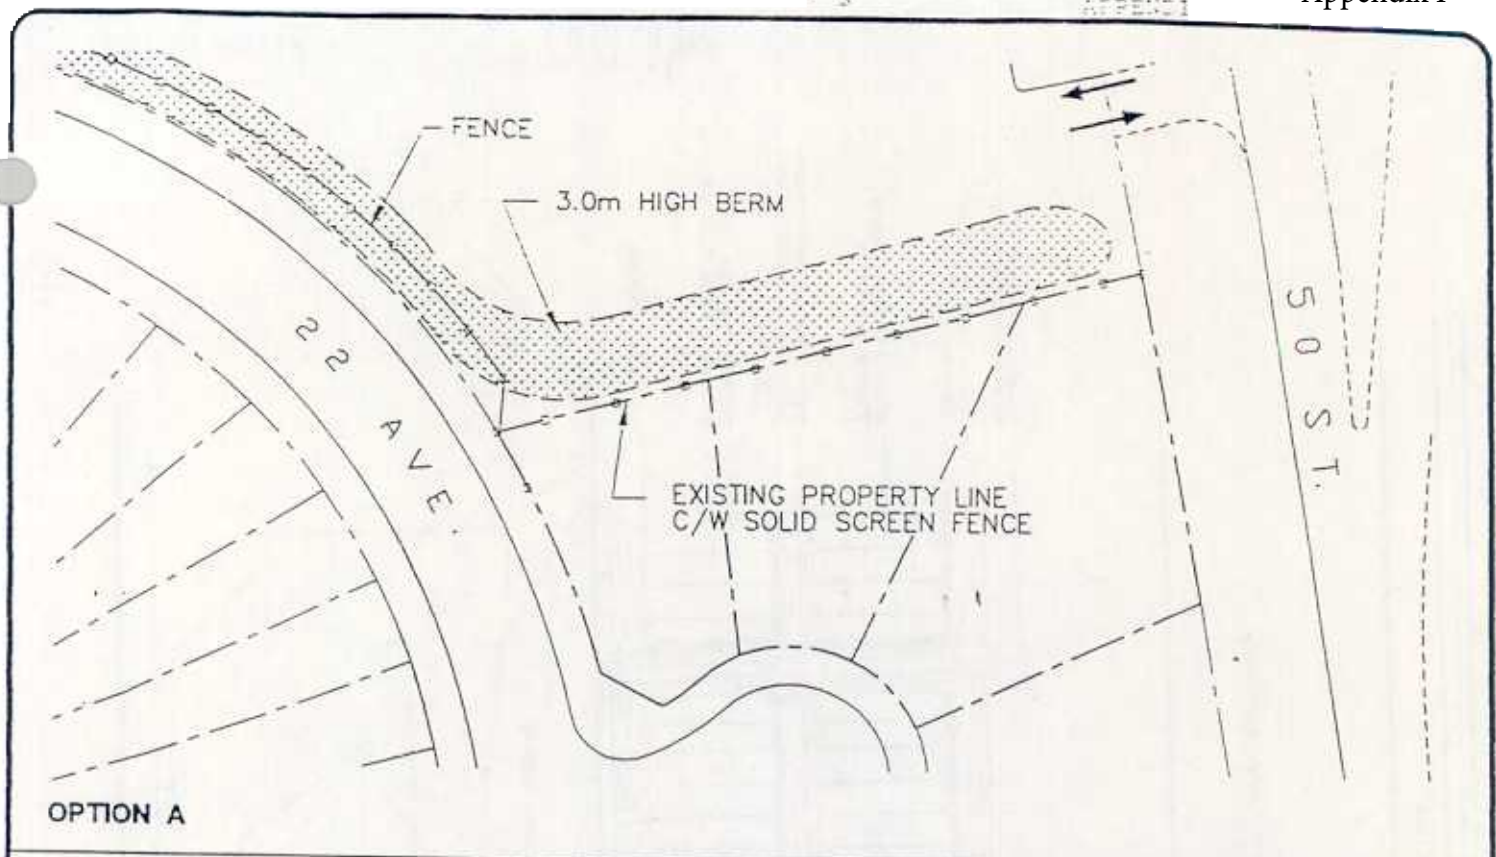 Appendix I
FENCE
3.0m HIGH BERM
22 AVE.
50 ST.
EXISTING PROPERTY LINE
C/W SOLID SCREEN FENCE
OPTION A